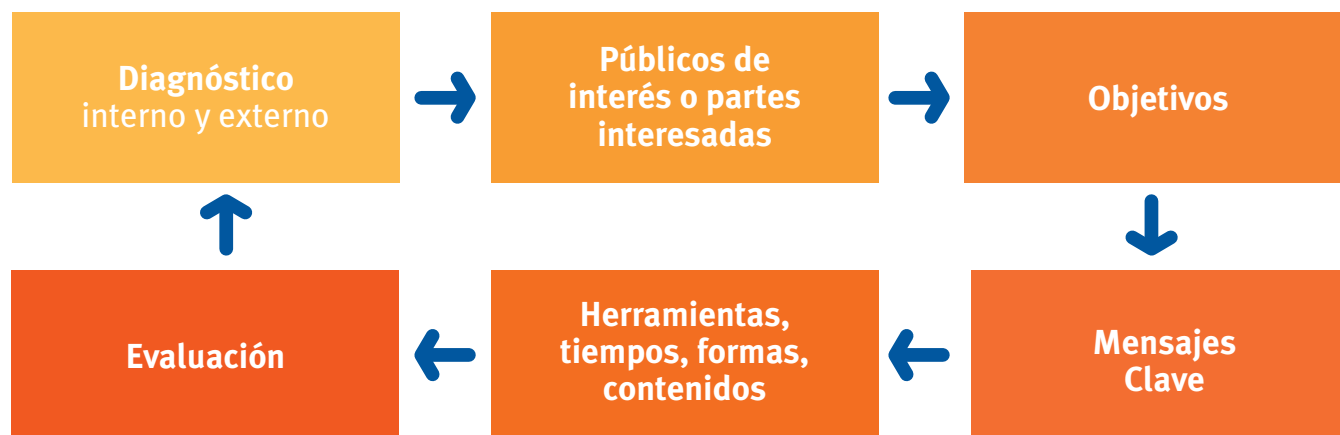 Diagnóstico
interno y externo
Públicos de
interés o partes
interesadas
Objetivos
Mensajes
Clave
Herramientas,
tiempos, formas,
contenidos
Evaluación